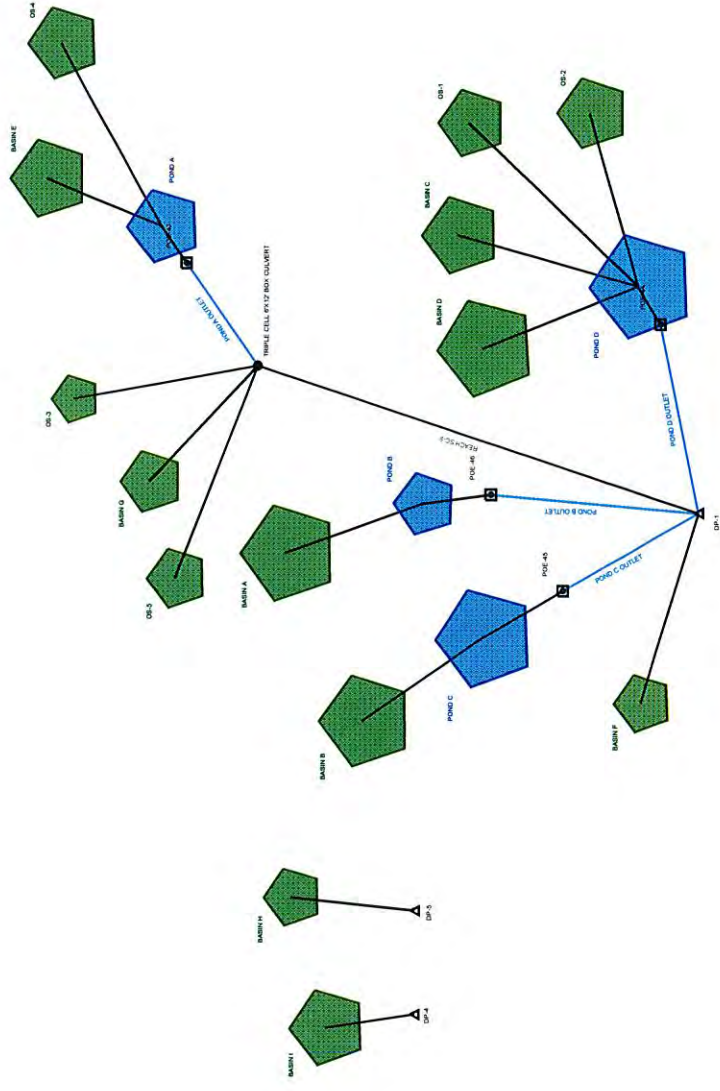 OS-4
BASIN E
POND A
POND A OUTLET
TRIPLE CELL 6'X12' BOX CULVERT
OS-3
BASIN G
OS-5
OS-1
OS-2
BASIN C
BASIN D
POND D
POND D OUTLET
REACH
POND B
POE-46
BASIN A
POND B OUTLET
POE-45
POND C OUTLET
DP-1
POND C
BASIN B
BASIN F
BASIN H
DP-5
BASIN I
DP-4